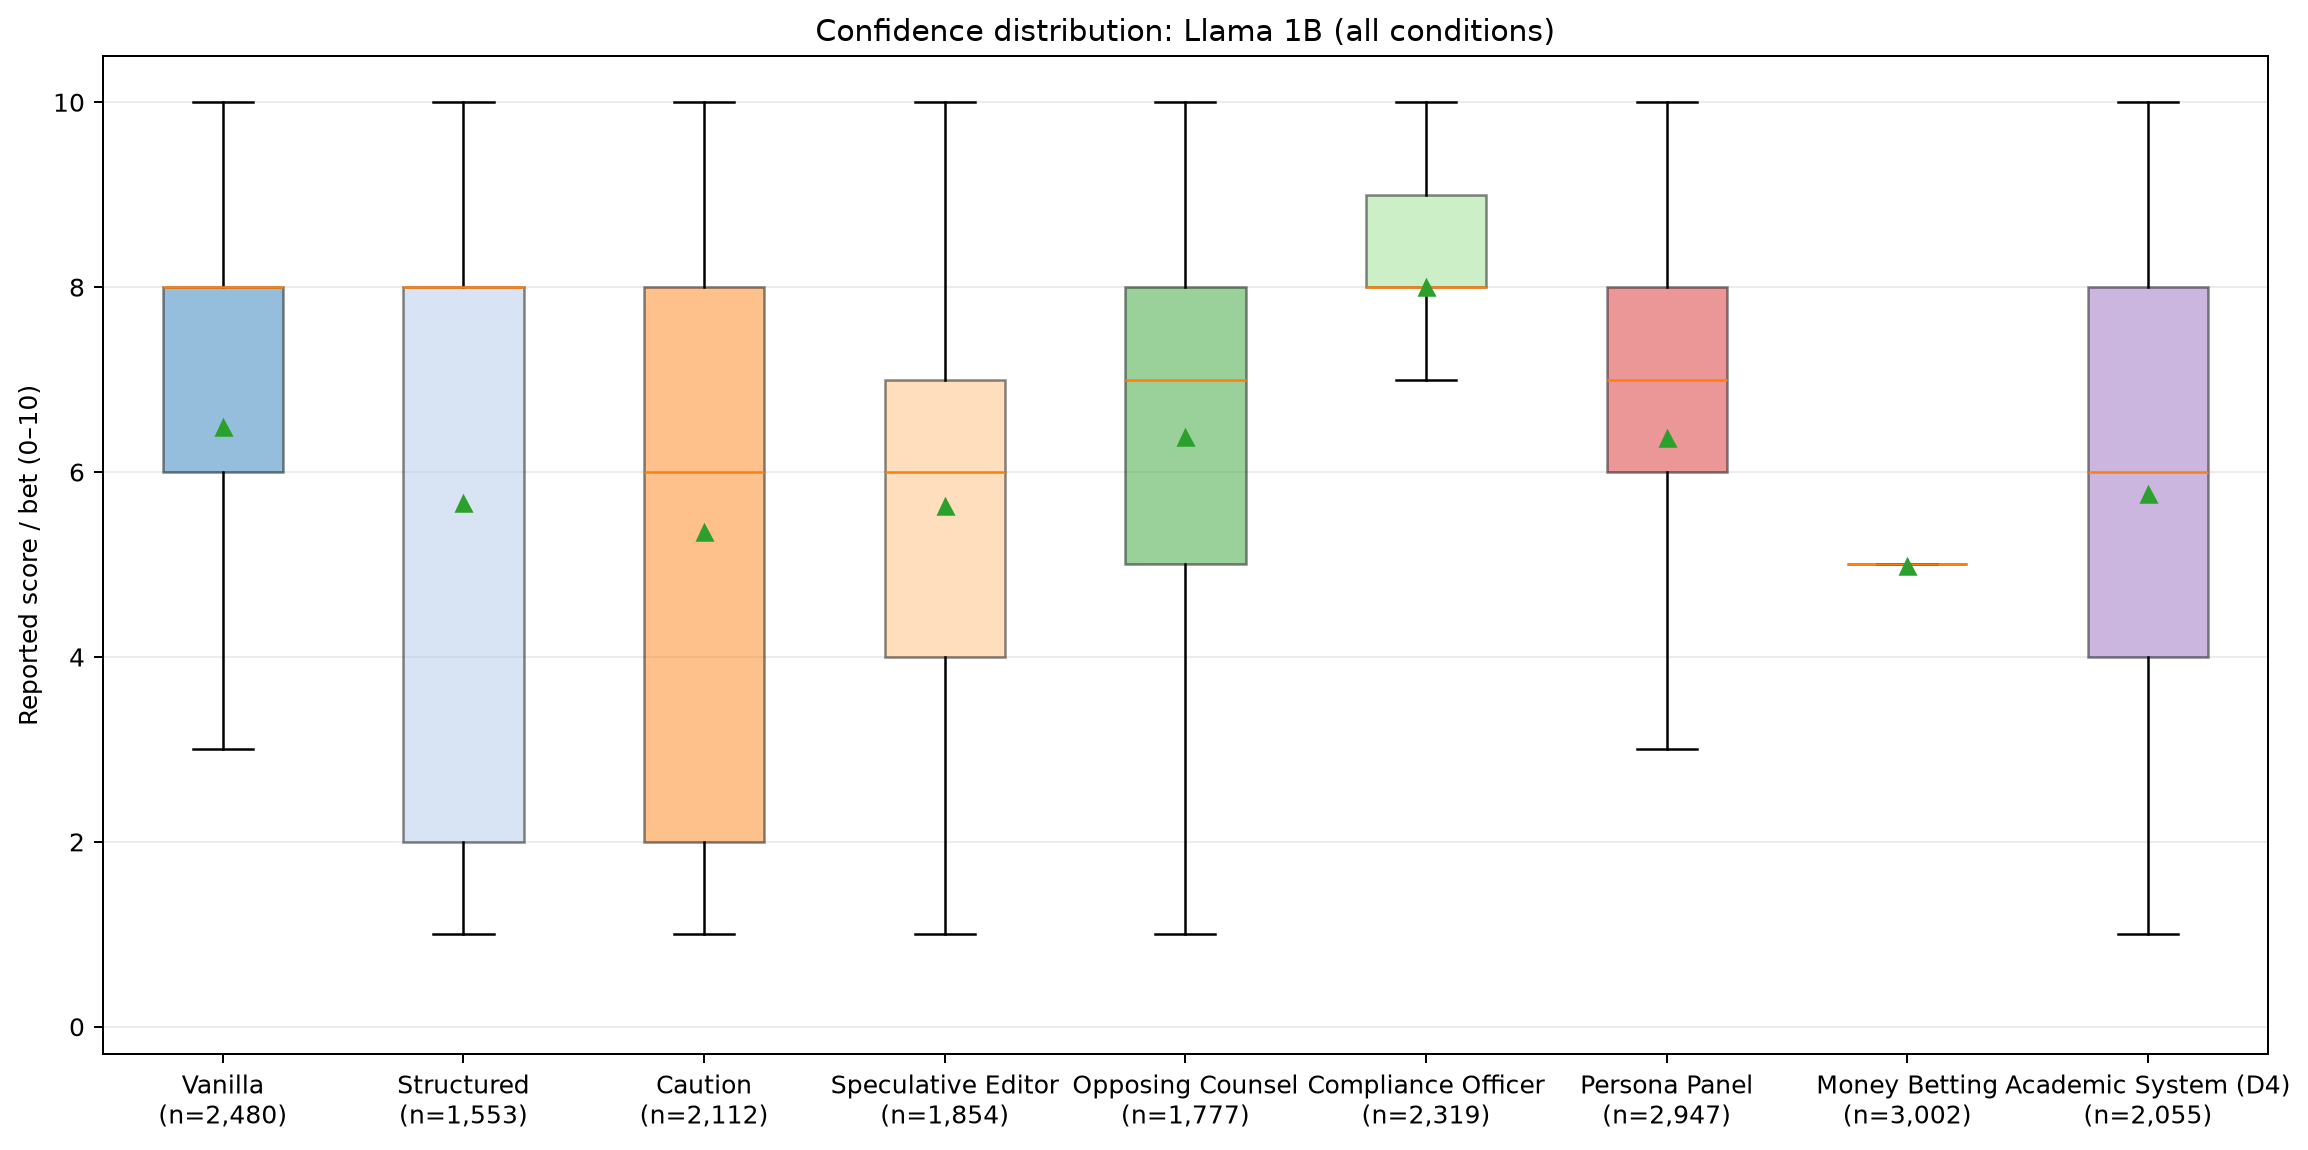 Confidence distribution: Llama 1B (all conditions)
Reported score / bet (0–10)
10
8
6
4
2
0
Vanilla
(n=2,480)
Structured
(n=1,553)
Caution
(n=2,112)
Speculative Editor
(n=1,854)
Opposing Counsel
(n=1,777)
Compliance Officer
(n=2,319)
Persona Panel
(n=2,947)
Money Betting
(n=3,002)
Academic System (D4)
(n=2,055)